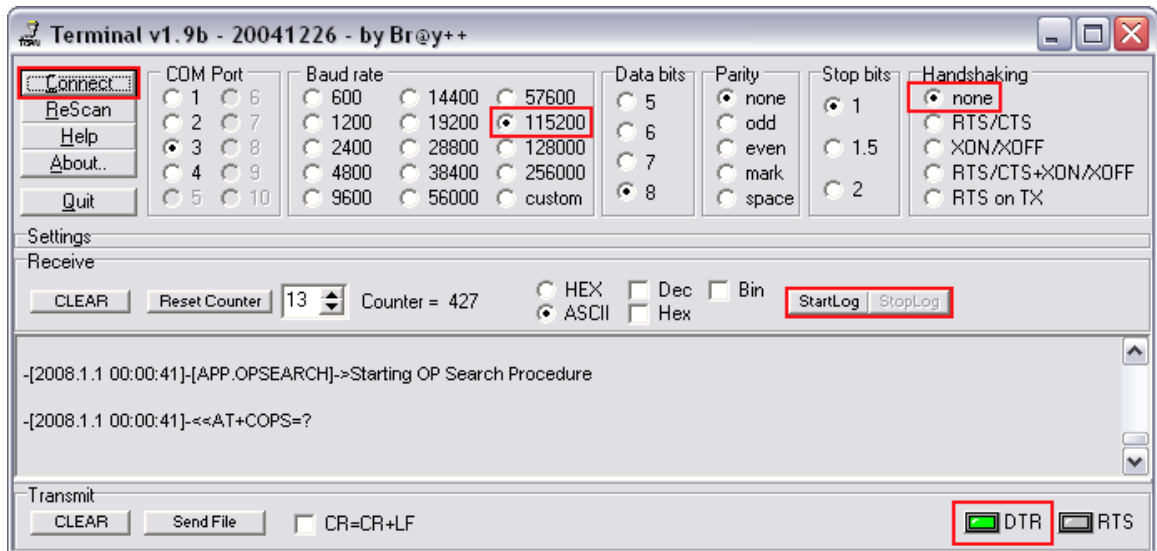 Terminal v1.9b - 20041226 - by Br@y++
Connect
ReScan
Help
About..
Quit
COM Port
1 6
2 7
3 8
4 9
5 10
Baud rate
600 14400 57600
1200 19200 115200
2400 28800 128000
4800 38400 256000
9600 56000 custom
Data bits
5
6
7
8
Parity
none
odd
even
mark
space
Stop bits
1
1.5
2
Handshaking
none
RTS/CTS
XON/XOFF
RTS/CTS+XON/XOFF
RTS on TX
Settings
Receive
CLEAR Reset Counter 13 Counter = 427 HEX Dec Bin StartLog StopLog
ASCII Hex
-[2008.1.1 00:00:41]-[APP.OPSEARCH]->Starting OP Search Procedure
-[2008.1.1 00:00:41]-<<AT+COPS=?
Transmit
CLEAR Send File CR=CR+LF DTR RTS